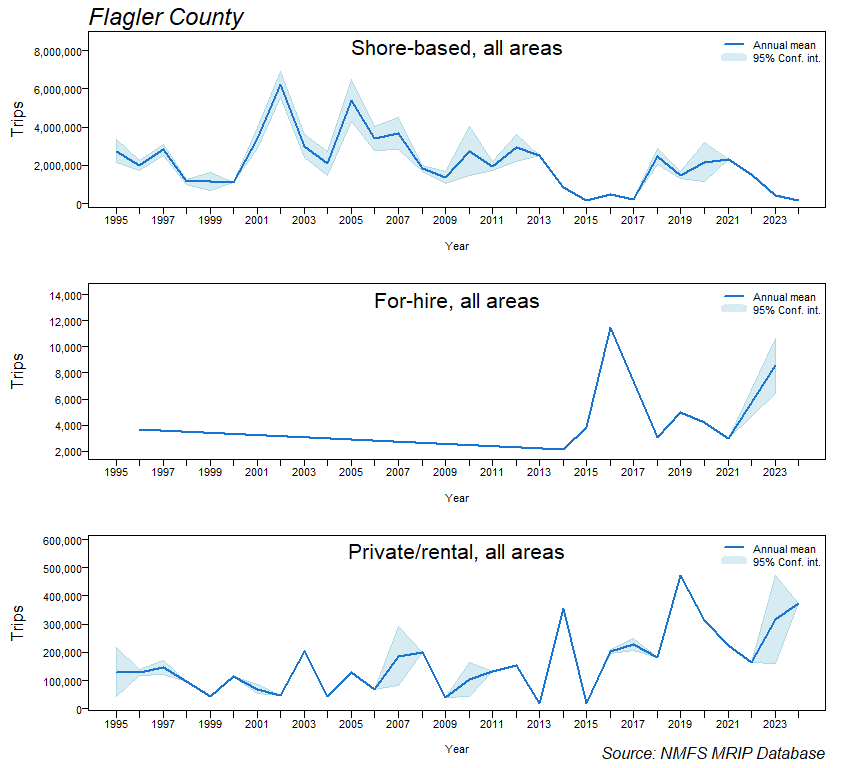 Flagler County
Shore-based, all areas
Annual mean
95% Conf. int.
Trips
8,000,000
6,000,000
4,000,000
2,000,000
0
1995 1997 1999 2001 2003 2005 2007 2009 2011 2013 2015 2017 2019 2021 2023
Year
For-hire, all areas
Annual mean
95% Conf. int.
Trips
14,000
12,000
10,000
8,000
6,000
4,000
2,000
1995 1997 1999 2001 2003 2005 2007 2009 2011 2013 2015 2017 2019 2021 2023
Year
Private/rental, all areas
Annual mean
95% Conf. int.
Trips
600,000
500,000
400,000
300,000
200,000
100,000
0
1995 1997 1999 2001 2003 2005 2007 2009 2011 2013 2015 2017 2019 2021 2023
Year
Source: NMFS MRIP Database